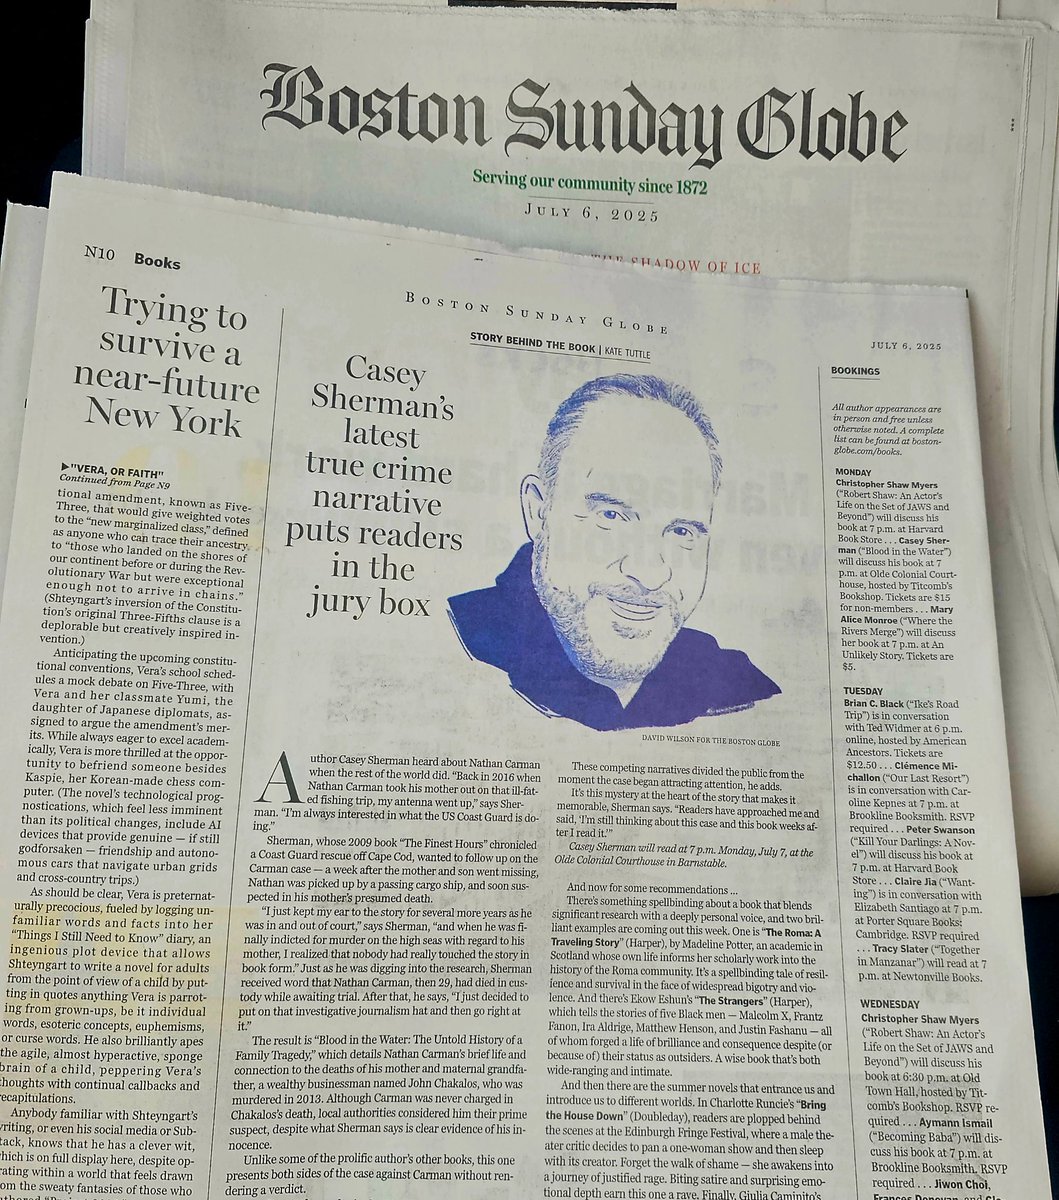 Boston Sunday Globe
Serving our community since 1872
JULY 6, 2025
SHADOW OF ICE
N10 Books
BOSTON SUNDAY GLOBE
JULY 6, 2025
Trying to
survive a
near-future
New York
▶"VERA, OR FAITH"
Continued from Page N9
tional amendment, known as Five-
Three, that would give weighted votes
to the "new marginalized class," defined
as anyone who can trace their ancestry
to "those who landed on the shores of
our continent before or during the Rev-
olutionary War but were exceptional
enough not to arrive in chains."
(Shteyngart's inversion of the Constitu-
tion's original Three-Fifths clause is a
deplorable but creatively inspired in-
vention.)
Anticipating the upcoming constitu-
tional conventions, Vera's school sched-
ules a mock debate on Five-Three, with
Vera and her classmate Yumi, the
daughter of Japanese diplomats, as-
signed to argue the amendment's mer-
its. While always eager to excel academ-
ically, Vera is more thrilled at the oppor-
tunity to befriend someone besides
Kaspie, her Korean-made chess com-
puter. (The novel's technological prog-
nostications, which feel less imminent
than its political changes, include AI
devices that provide genuine — if still
godforsaken — friendship and autono-
mous cars that navigate urban grids
and cross-country trips.)
As should be clear, Vera is preternat-
urally precocious, fueled by logging un-
familiar words and facts into her
"Things I Still Need to Know" diary, an
ingenious plot device that allows
Shteyngart to write a novel for adults
from the point of view of a child by put-
ting in quotes anything Vera is parrot-
ing from grown-ups, be it individual
words, esoteric concepts, euphemisms,
or curse words. He also brilliantly apes
the agile, almost hyperactive, sponge
brain of a child, peppering Vera's
thoughts with continual callbacks and
recapitulations.
Anybody familiar with Shteyngart's
writing, or even his social media or Sub-
stack, knows that he has a clever wit,
which is on full display here, despite op-
erating within a world that feels drawn
from the sweaty fantasies of those who
STORY BEHIND THE BOOK | KATE TUTTLE
Casey
Sherman's
latest
true crime
narrative
puts readers
in the
jury box
DAVID WILSON FOR THE BOSTON GLOBE
Author Casey Sherman heard about Nathan Carman
when the rest of the world did. "Back in 2016 when
Nathan Carman took his mother out on that ill-fat-
ed fishing trip, my antenna went up," says Sher-
man. "I'm always interested in what the US Coast Guard is do-
ing."
Sherman, whose 2009 book "The Finest Hours" chronicled
a Coast Guard rescue off Cape Cod, wanted to follow up on the
Carman case — a week after the mother and son went missing,
Nathan was picked up by a passing cargo ship, and soon sus-
pected in his mother's presumed death.
"I just kept my ear to the story for several more years as he
was in and out of court," says Sherman, "and when he was fi-
nally indicted for murder on the high seas with regard to his
mother, I realized that nobody had really touched the story in
book form." Just as he was digging into the research, Sherman
received word that Nathan Carman, then 29, had died in cus-
tody while awaiting trial. After that, he says, "I just decided to
put on that investigative journalism hat and then go right at
it."
The result is "Blood in the Water: The Untold History of a
Family Tragedy," which details Nathan Carman's brief life and
connection to the deaths of his mother and maternal grandfa-
ther, a wealthy businessman named John Chakalos, who was
murdered in 2013. Although Carman was never charged in
Chakalos's death, local authorities considered him their prime
suspect, despite what Sherman says is clear evidence of his in-
nocence.
Unlike some of the prolific author's other books, this one
presents both sides of the case against Carman without ren-
dering a verdict.
These competing narratives divided the public from the
moment the case began attracting attention, he adds.
It's this mystery at the heart of the story that makes it
memorable, Sherman says. "Readers have approached me and
said, 'I'm still thinking about this case and this book weeks af-
ter I read it.'"
Casey Sherman will read at 7 p.m. Monday, July 7, at the
Olde Colonial Courthouse in Barnstable.
And now for some recommendations ...
There's something spellbinding about a book that blends
significant research with a deeply personal voice, and two bril-
liant examples are coming out this week. One is "The Roma: A
Traveling Story" (Harper), by Madeline Potter, an academic in
Scotland whose own life informs her scholarly work into the
history of the Roma community. It's a spellbinding tale of resil-
ience and survival in the face of widespread bigotry and vio-
lence. And there's Ekow Eshun's "The Strangers" (Harper),
which tells the stories of five Black men — Malcolm X, Frantz
Fanon, Ira Aldrige, Matthew Henson, and Justin Fashanu — all
of whom forged a life of brilliance and consequence despite (or
because of) their status as outsiders. A wise book that's both
wide-ranging and intimate.
And then there are the summer novels that entrance us and
introduce us to different worlds. In Charlotte Runcie's "Bring
the House Down" (Doubleday), readers are plopped behind
the scenes at the Edinburgh Fringe Festival, where a male the-
ater critic decides to pan a one-woman show and then sleep
with its creator. Forget the walk of shame — she awakens into
a journey of justified rage. Biting satire and surprising emo-
tional depth earn this one a rave. Finally, Giulia Caminito's
BOOKINGS
All author appearances are
in person and free unless
otherwise noted. A complete
list can be found at boston-
globe.com/books.
MONDAY
Christopher Shaw Myers
("Robert Shaw: An Actor's
Life on the Set of JAWS and
Beyond") will discuss his
book at 7 p.m. at Harvard
Book Store . . . Casey Sher-
man ("Blood in the Water")
will discuss his book at 7
p.m. at Olde Colonial Court-
house, hosted by Titcomb's
Bookshop. Tickets are $15
for non-members . . . Mary
Alice Monroe ("Where the
Rivers Merge") will discuss
her book at 7 p.m. at An
Unlikely Story. Tickets are
$5.
TUESDAY
Brian C. Black ("Ike's Road
Trip") is in conversation
with Ted Widmer at 6 p.m.
online, hosted by American
Ancestors. Tickets are
$12.50 . . . Clémence Mi-
challon ("Our Last Resort")
is in conversation with Car-
oline Kepnes at 7 p.m. at
Brookline Booksmith. RSVP
required . . . Peter Swanson
("Kill Your Darlings: A Nov-
el") will discuss his book at
7 p.m. at Harvard Book
Store . . . Claire Jia ("Want-
ing") is in conversation with
Elizabeth Santiago at 7 p.m.
at Porter Square Books:
Cambridge. RSVP required
. . . Tracy Slater ("Together
in Manzanar") will read at 7
p.m. at Newtonville Books.
WEDNESDAY
Christopher Shaw Myers
("Robert Shaw: An Actor's
Life on the Set of JAWS and
Beyond") will discuss his
book at 6:30 p.m. at Old
Town Hall, hosted by Tit-
comb's Bookshop. RSVP re-
quired . . . Aymann Ismail
("Becoming Baba") will dis-
cuss his book at 7 p.m. at
Brookline Booksmith. RSVP
required . . . Jiwon Choi,